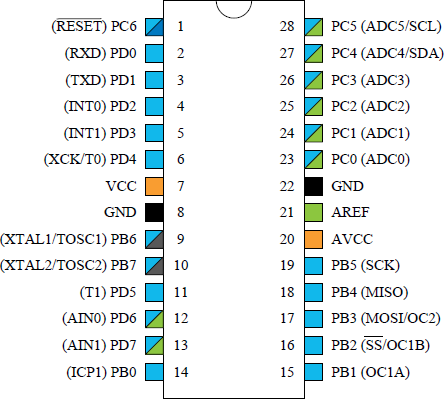 (RESET) PC6 1 28 PC5 (ADC5/SCL)
(RXD) PD0 2 27 PC4 (ADC4/SDA)
(TXD) PD1 3 26 PC3 (ADC3)
(INT0) PD2 4 25 PC2 (ADC2)
(INT1) PD3 5 24 PC1 (ADC1)
(XCK/T0) PD4 6 23 PC0 (ADC0)
VCC 7 22 GND
GND 8 21 AREF
(XTAL1/TOSC1) PB6 9 20 AVCC
(XTAL2/TOSC2) PB7 10 19 PB5 (SCK)
(T1) PD5 11 18 PB4 (MISO)
(AIN0) PD6 12 17 PB3 (MOSI/OC2)
(AIN1) PD7 13 16 PB2 (SS/OC1B)
(ICP1) PB0 14 15 PB1 (OC1A)